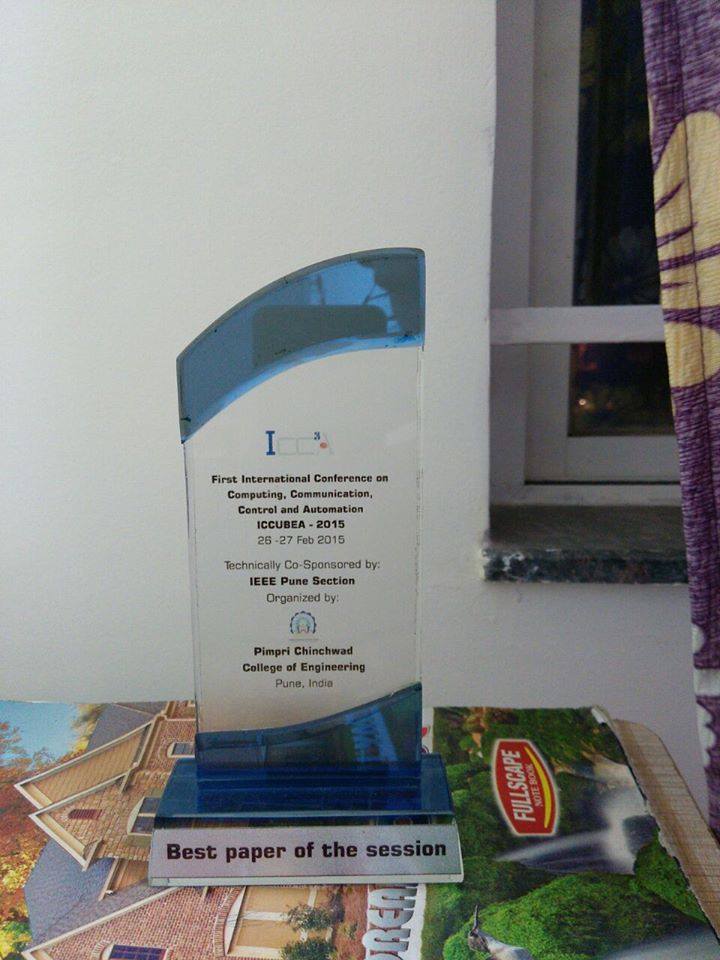 ICC³A
First International Conference on
Computing, Communication,
Control and Automation
ICCUBEA - 2015
26 -27 Feb 2015
Technically Co-Sponsored by:
IEEE Pune Section
Organized by:
Pimpri Chinchwad
College of Engineering
Pune, India
Best paper of the session
FULLSCAPE
NOTE BOOK